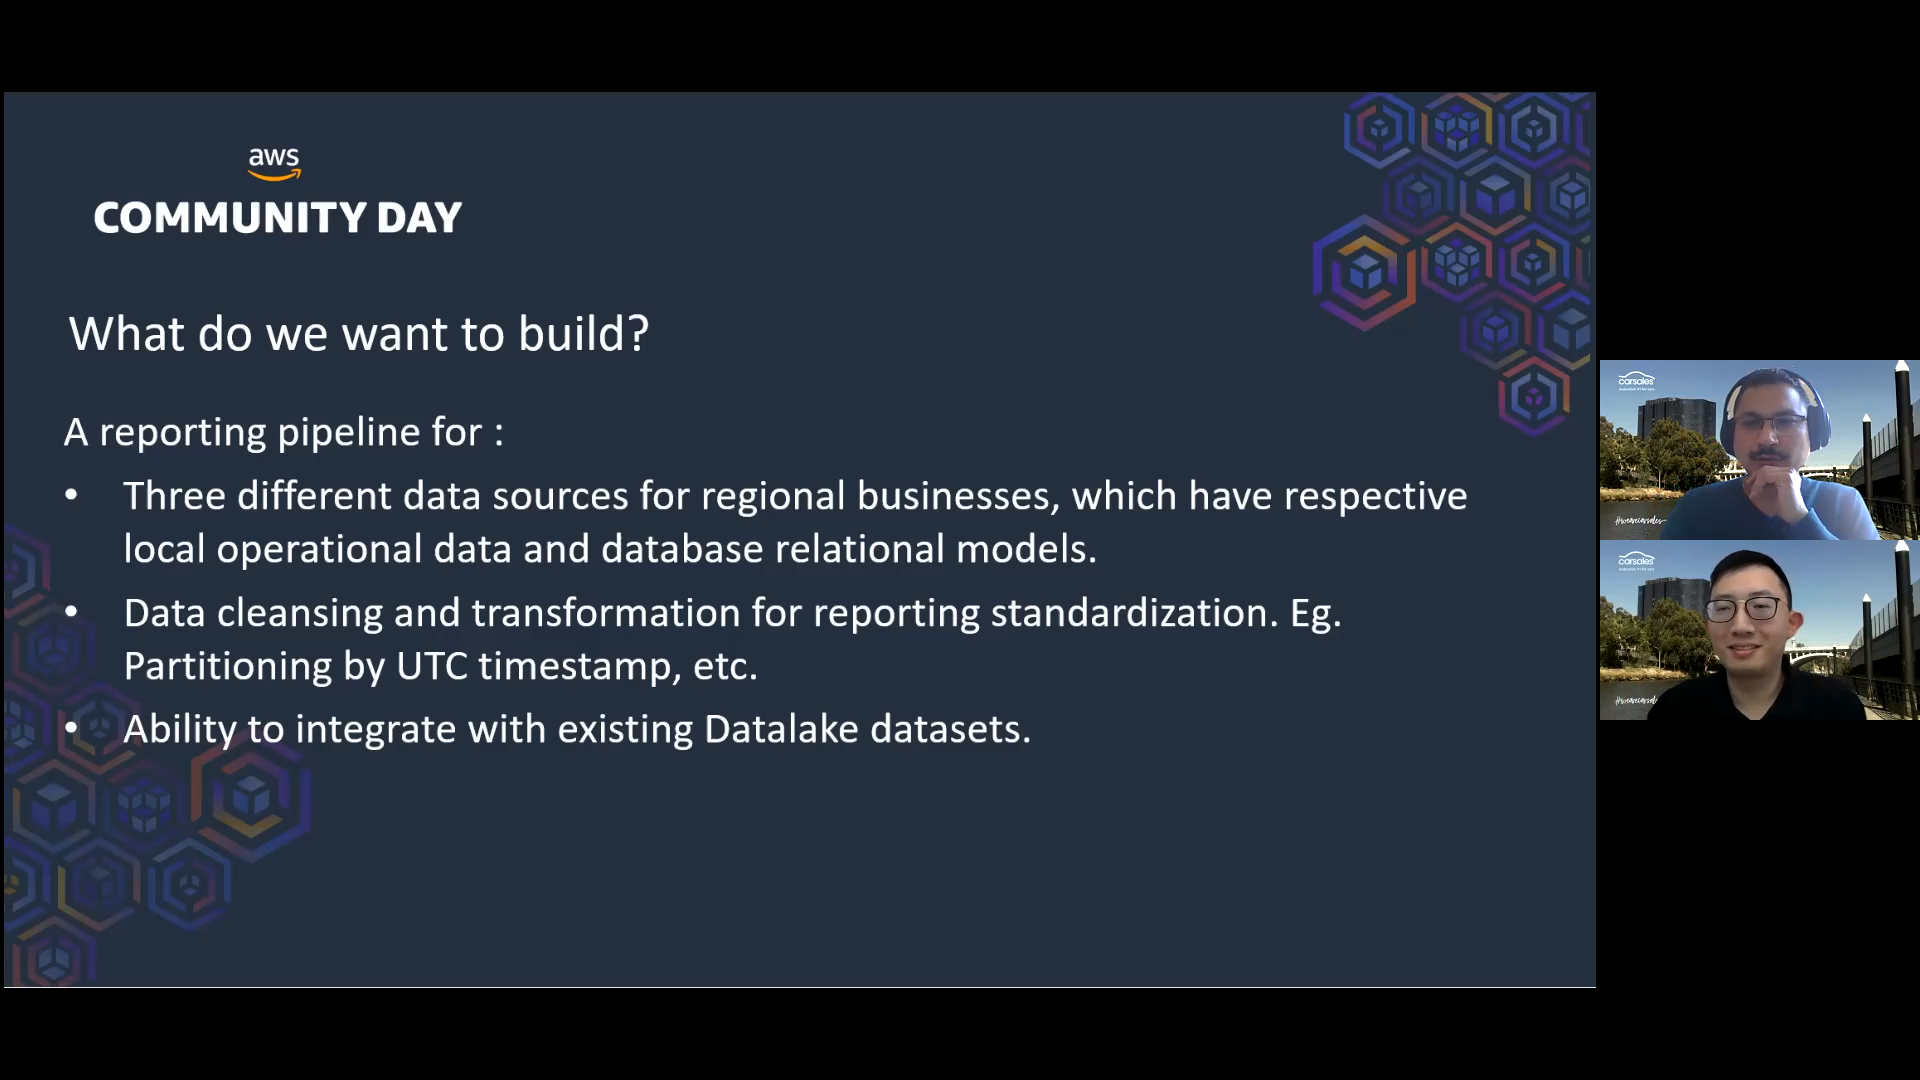 aws
COMMUNITY DAY
What do we want to build?
A reporting pipeline for :
• Three different data sources for regional businesses, which have respective
local operational data and database relational models.
• Data cleansing and transformation for reporting standardization. Eg.
Partitioning by UTC timestamp, etc.
• Ability to integrate with existing Datalake datasets.
carsales
carsales